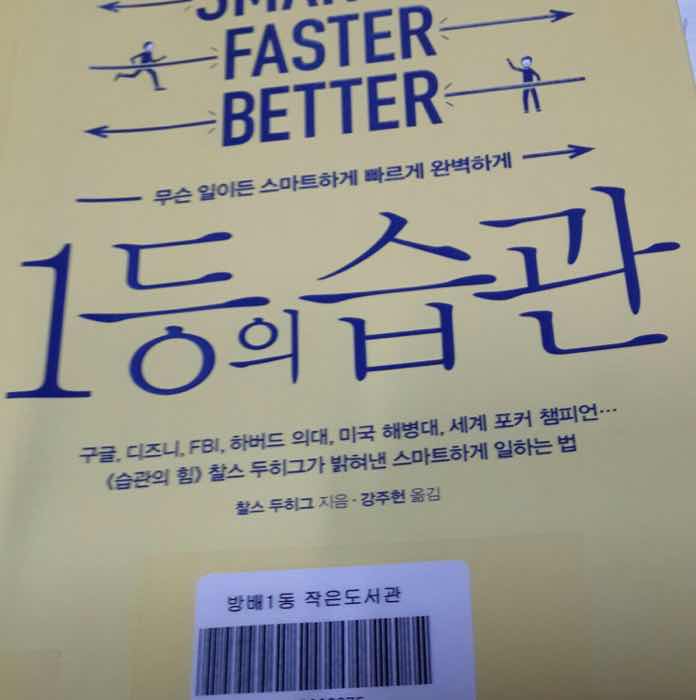 FASTER
BETTER
무슨 일이든 스마트하게 빠르게 완벽하게
1등의 습관
구글, 디즈니, FBI, 하버드 의대, 미국 해병대, 세계 포커 챔피언…
《습관의 힘》 찰스 두히그가 밝혀낸 스마트하게 일하는 법
찰스 두히그 지음 · 강주헌 옮김
방배1동 작은도서관